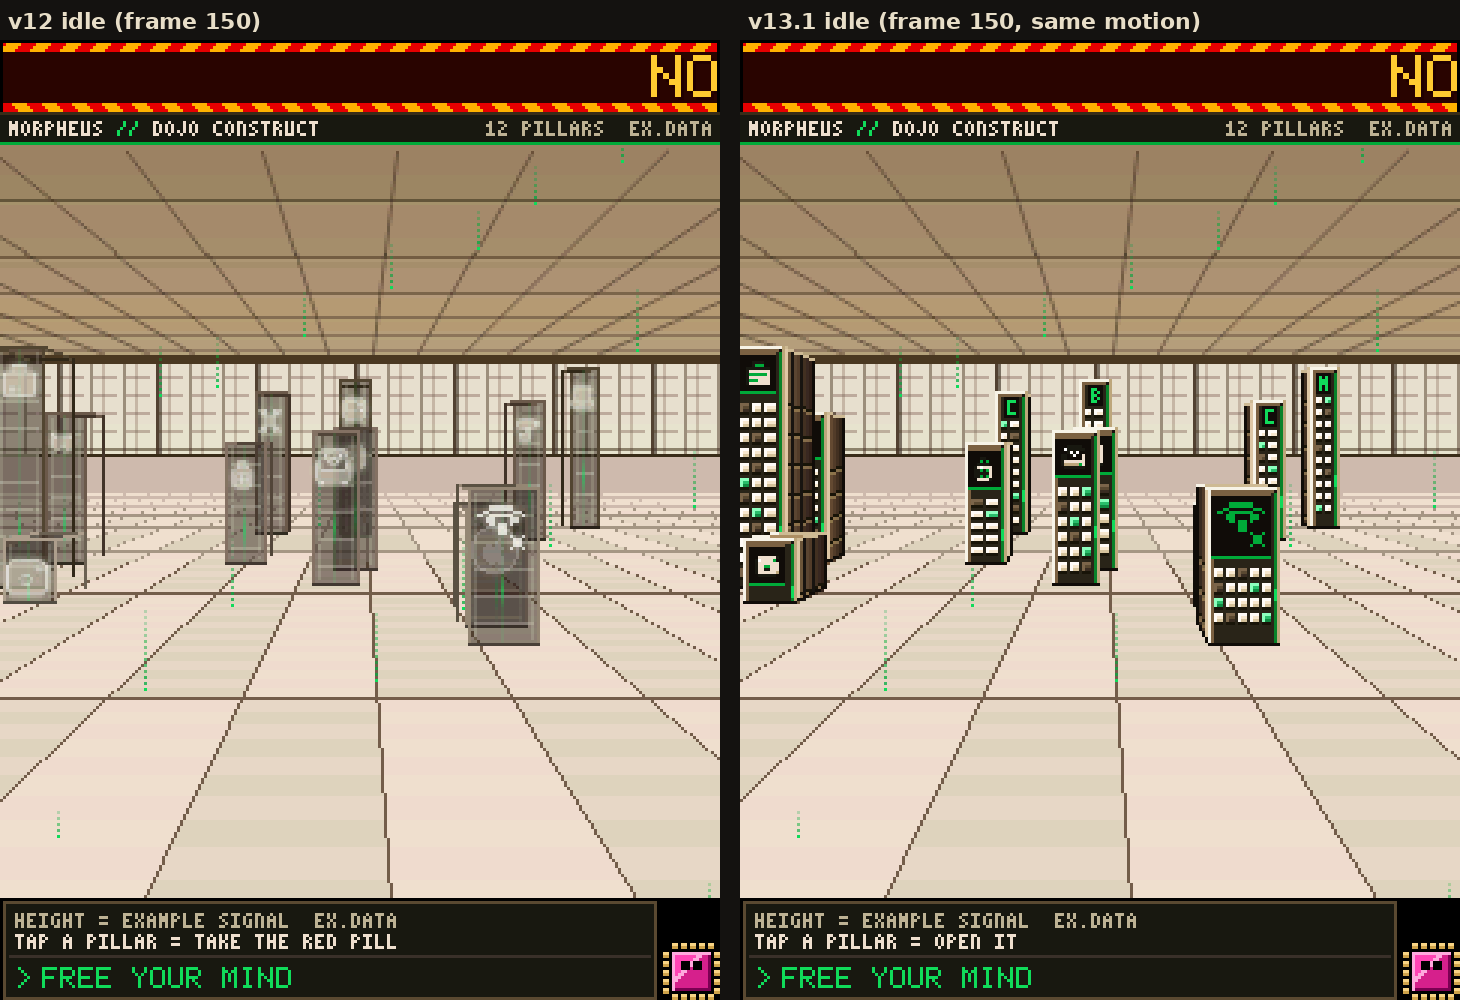 v12 idle (frame 150)
NO
MORPHEUS // DOJO CONSTRUCT 12 PILLARS EX.DATA
HEIGHT = EXAMPLE SIGNAL EX.DATA
TAP A PILLAR = TAKE THE RED PILL
> FREE YOUR MIND
v13.1 idle (frame 150, same motion)
NO
MORPHEUS // DOJO CONSTRUCT 12 PILLARS EX.DATA
C
B
C
M
HEIGHT = EXAMPLE SIGNAL EX.DATA
TAP A PILLAR = OPEN IT
> FREE YOUR MIND